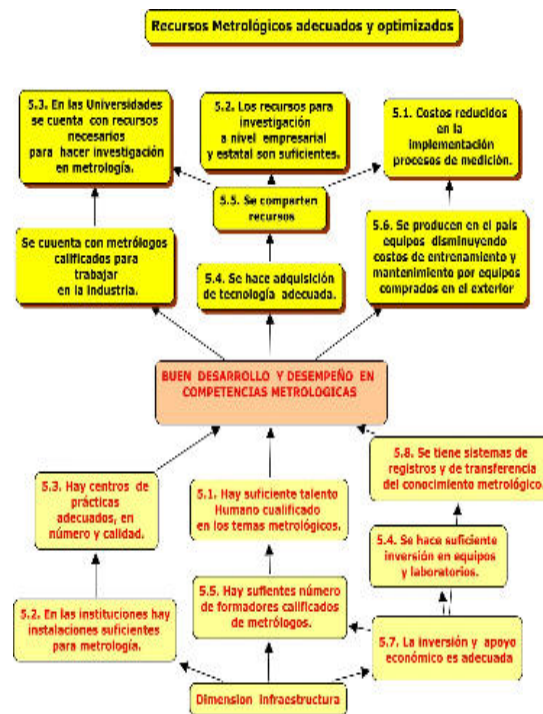 Recursos Metrológicos adecuados y optimizados
5.3. En las Universidades
se cuenta con recursos
necesarios
para hacer investigación
en metrología.
5.2. Los recursos para
investigación
a nivel empresarial
y estatal son suficientes.
5.1. Costos reducidos
en la
implementación
procesos de medición.
5.5. Se comparten
recursos
Se cuuenta con metrólogos
calificados para
trabajar
en la industria.
5.4. Se hace adquisición
de tecnología adecuada.
5.6. Se producen en el país
equipos disminuyendo
costos de entrenamiento y
mantenimiento por equipos
comprados en el exterior
BUEN DESARROLLO Y DESEMPEÑO EN
COMPETENCIAS METROLOGICAS
5.3. Hay centros de
prácticas
adecuados, en
número y calidad.
5.1. Hay suficiente talento
Humano cualificado
en los temas metrológicos.
5.8. Se tiene sistemas de
registros y de transferencia
del conocimiento metrológico.
5.4. Se hace suficiente
inversión en equipos
y laboratorios.
5.2. En las instituciones hay
instalaciones suficientes
para metrología.
5.5. Hay sufientes número
de formadores calificados
de metrólogos.
5.7. La inversión y apoyo
económico es adecuada
Dimension infraestructura